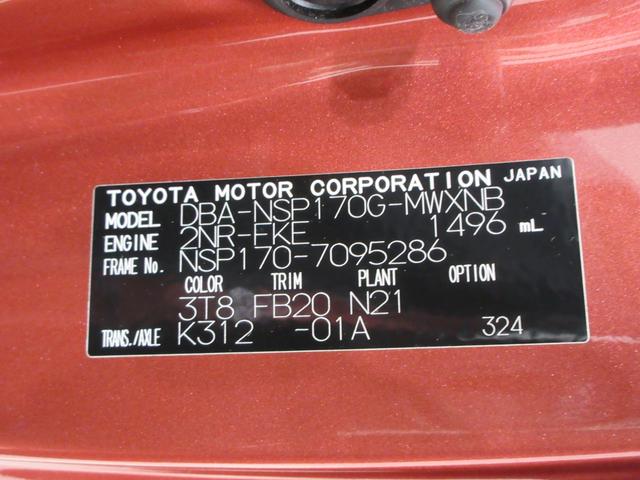 TOYOTA MOTOR CORPORATION JAPAN
MODEL DBA-NSP170G-MWXNB
ENGINE 2NR-FKE 1496 mL
FRAME No. NSP170-7095286
COLOR TRIM PLANT OPTION
3T8 FB20 N21
TRANS./AXLE K312 -01A 324